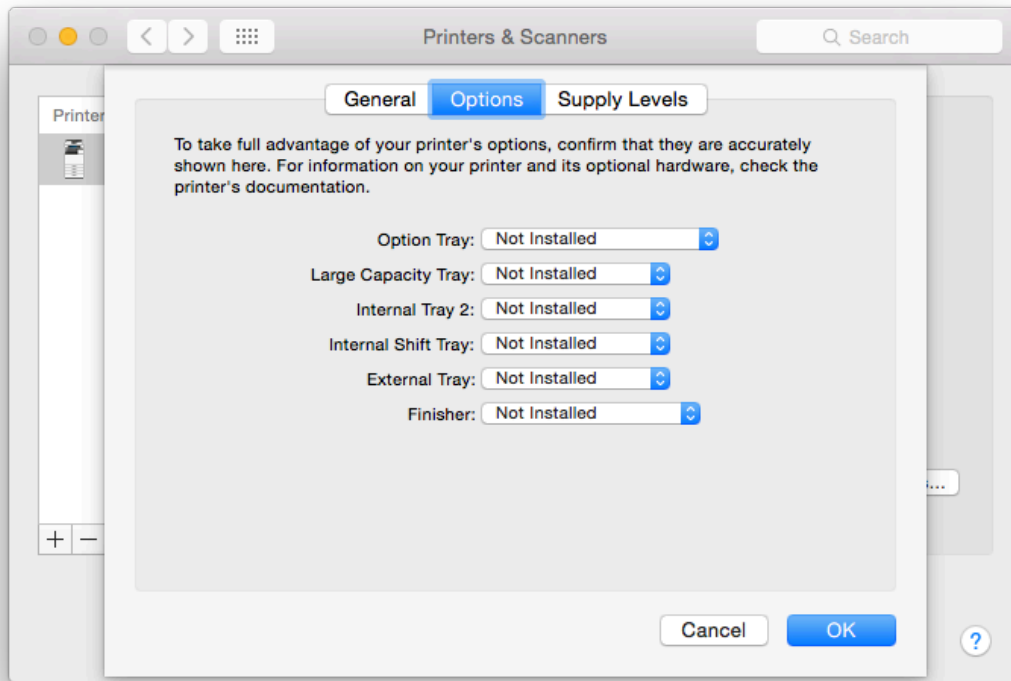 Printers & Scanners
Search
Printer
General Options Supply Levels
To take full advantage of your printer's options, confirm that they are accurately
shown here. For information on your printer and its optional hardware, check the
printer's documentation.
Option Tray: Not Installed
Large Capacity Tray: Not Installed
Internal Tray 2: Not Installed
Internal Shift Tray: Not Installed
External Tray: Not Installed
Finisher: Not Installed
+ −
Cancel OK
?